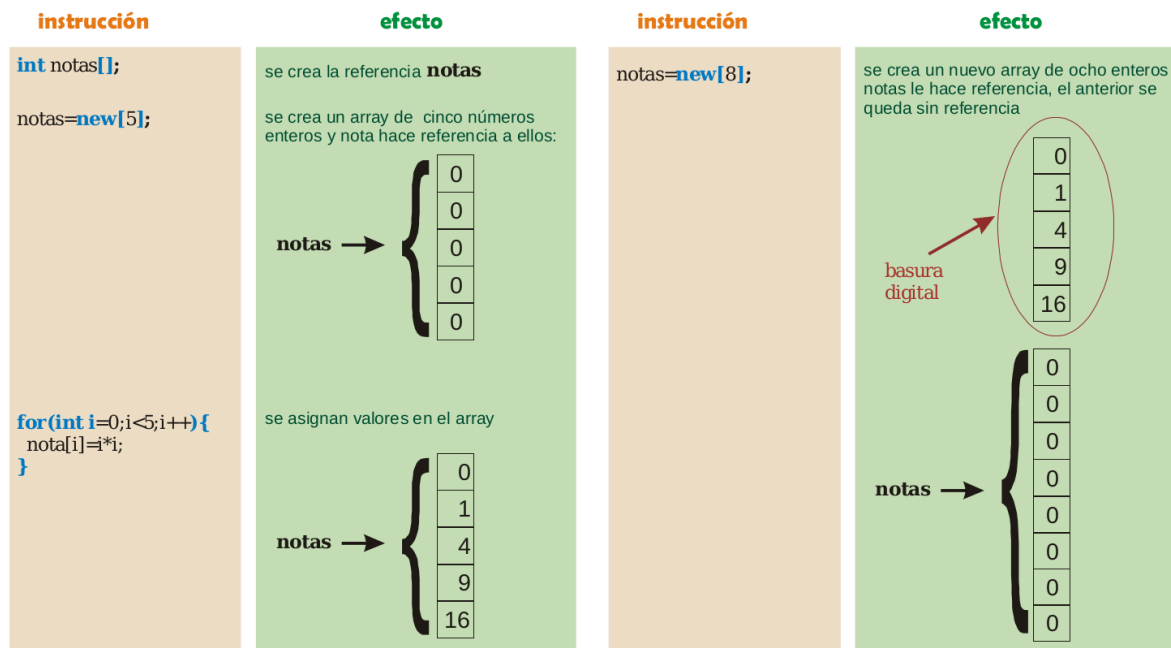 instrucción
efecto
int notas[];
se crea la referencia notas
notas=new[5];
se crea un array de cinco números
enteros y nota hace referencia a ellos:
notas
0
0
0
0
0
for(int i=0;i<5;i++){
nota[i]=i*i;
}
se asignan valores en el array
notas
0
1
4
9
16
instrucción
efecto
notas=new[8];
se crea un nuevo array de ocho enteros
notas le hace referencia, el anterior se
queda sin referencia
0
1
4
9
16
basura
digital
notas
0
0
0
0
0
0
0
0